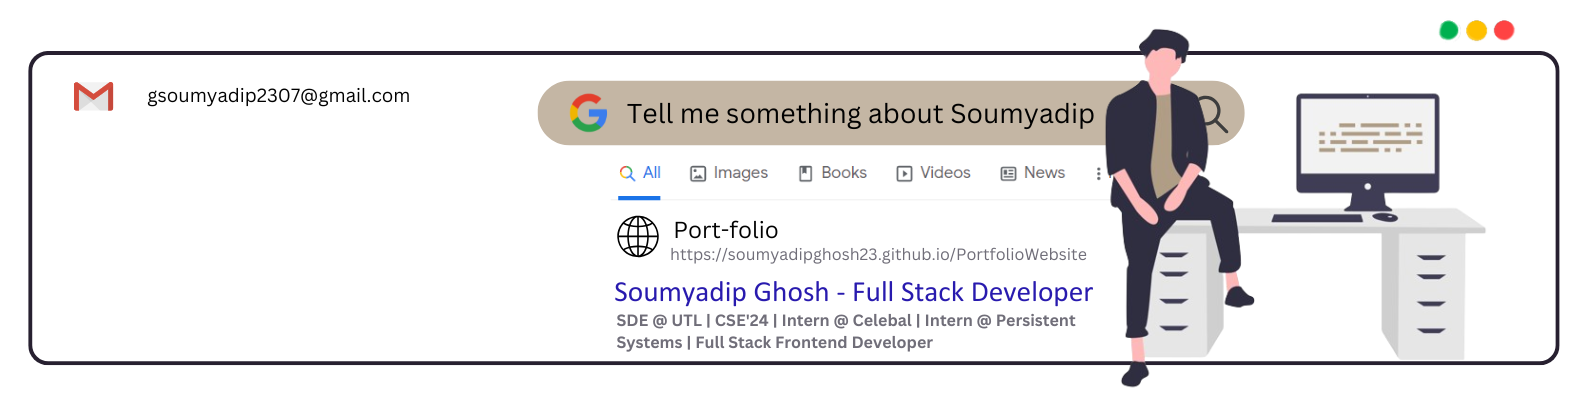 gsoumyadip2307@gmail.com
Tell me something about Soumyadip
All Images Books Videos News
Port-folio
https://soumyadipghosh23.github.io/PortfolioWebsite
Soumyadip Ghosh - Full Stack Developer
SDE @ UTL | CSE'24 | Intern @ Celebal | Intern @ Persistent
Systems | Full Stack Frontend Developer